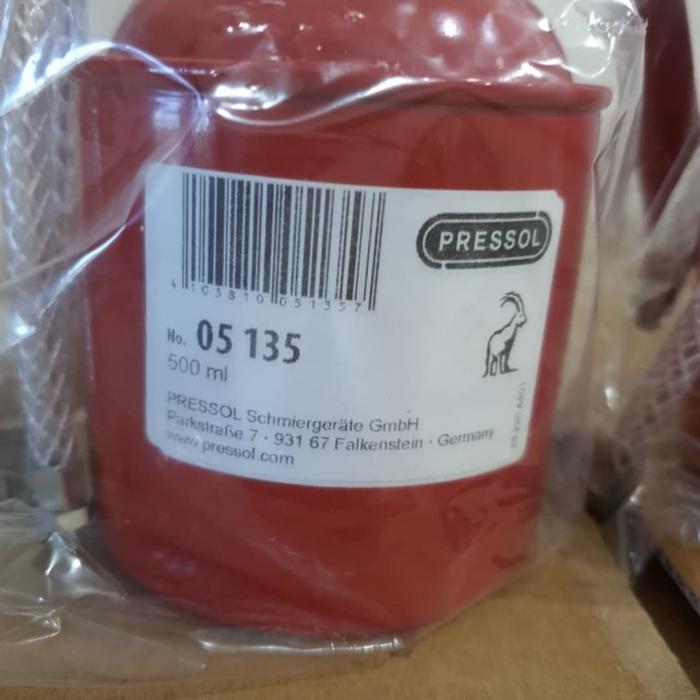 PRESSOL
4 103810 051357
No. 05 135
500 ml
PRESSOL Schmiergeräte GmbH
Parkstraße 7 · 931 67 Falkenstein · Germany
www.pressol.com